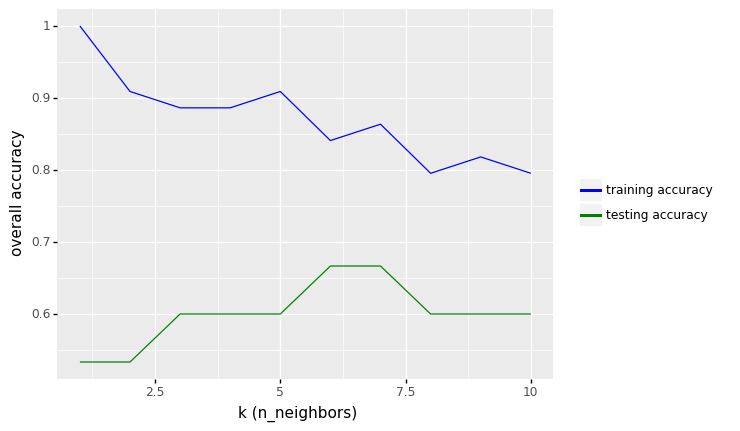 1
0.9
0.8
0.7
0.6
overall accuracy
2.5
5
7.5
10
k (n_neighbors)
training accuracy
testing accuracy